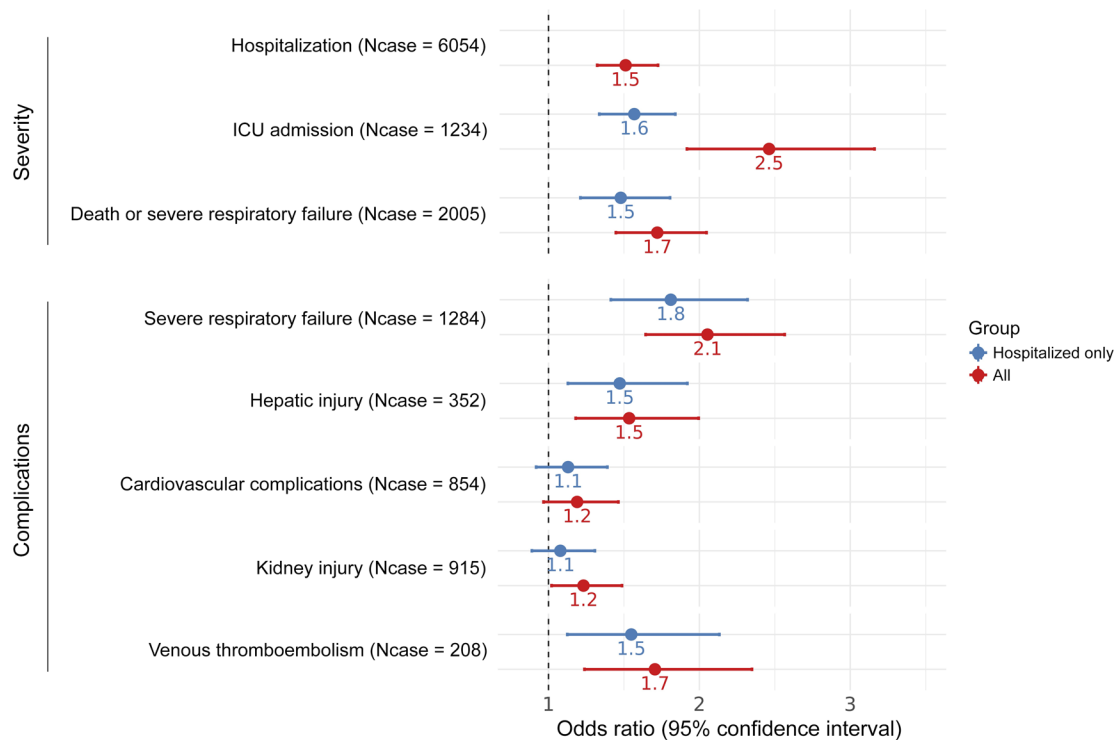 Severity
Hospitalization (Ncase = 6054)
1.5
ICU admission (Ncase = 1234)
1.6
2.5
Death or severe respiratory failure (Ncase = 2005)
1.5
1.7
Complications
Severe respiratory failure (Ncase = 1284)
1.8
2.1
Hepatic injury (Ncase = 352)
1.5
1.5
Cardiovascular complications (Ncase = 854)
1.1
1.2
Kidney injury (Ncase = 915)
1.1
1.2
Venous thromboembolism (Ncase = 208)
1.5
1.7
1 2 3
Odds ratio (95% confidence interval)
Group
Hospitalized only
All